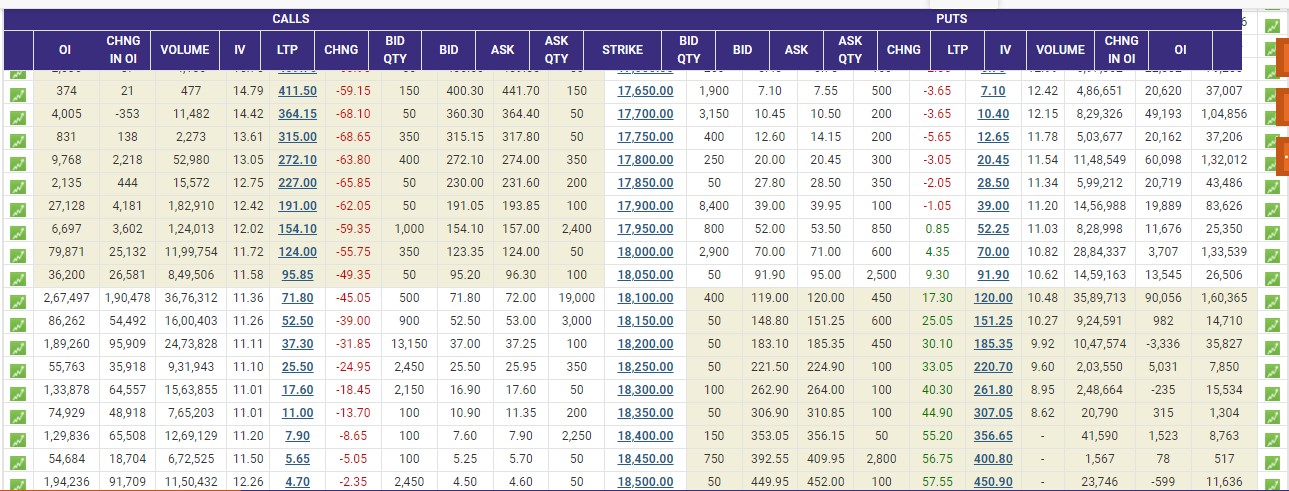 CALLS PUTS
OI CHNG IN OI VOLUME IV LTP CHNG BID QTY BID ASK ASK QTY STRIKE BID QTY BID ASK ASK QTY CHNG LTP IV VOLUME CHNG IN OI OI
374 21 477 14.79 411.50 -59.15 150 400.30 441.70 150 17,650.00 1,900 7.10 7.55 500 -3.65 7.10 12.42 4,86,651 20,620 37,007
4,005 -353 11,482 14.42 364.15 -68.10 50 360.30 364.40 50 17,700.00 3,150 10.45 10.50 200 -3.65 10.40 12.15 8,29,326 49,193 1,04,856
831 138 2,273 13.61 315.00 -68.65 350 315.15 317.80 50 17,750.00 400 12.60 14.15 200 -5.65 12.65 11.78 5,03,677 20,162 37,206
9,768 2,218 52,980 13.05 272.10 -63.80 400 272.10 274.00 350 17,800.00 250 20.00 20.45 300 -3.05 20.45 11.54 11,48,549 60,098 1,32,012
2,135 444 15,572 12.75 227.00 -65.85 50 230.00 231.60 200 17,850.00 50 27.80 28.50 350 -2.05 28.50 11.34 5,99,212 20,719 43,486
27,128 4,181 1,82,910 12.42 191.00 -62.05 50 191.05 193.85 100 17,900.00 8,400 39.00 39.95 100 -1.05 39.00 11.20 14,56,988 19,889 83,626
6,697 3,602 1,24,013 12.02 154.10 -59.35 1,000 154.10 157.00 2,400 17,950.00 800 52.00 53.50 850 0.85 52.25 11.03 8,28,998 11,676 25,350
79,871 25,132 11,99,754 11.72 124.00 -55.75 350 123.35 124.00 50 18,000.00 2,900 70.00 71.00 600 4.35 70.00 10.82 28,84,337 3,707 1,33,539
36,200 26,581 8,49,506 11.58 95.85 -49.35 50 95.20 96.30 100 18,050.00 50 91.90 95.00 2,500 9.30 91.90 10.62 14,59,163 13,545 26,506
2,67,497 1,90,478 36,76,312 11.36 71.80 -45.05 500 71.80 72.00 19,000 18,100.00 400 119.00 120.00 450 17.30 120.00 10.48 35,89,713 90,056 1,60,365
86,262 54,492 16,00,403 11.26 52.50 -39.00 900 52.50 53.00 3,000 18,150.00 50 148.80 151.25 600 25.05 151.25 10.27 9,24,591 982 14,710
1,89,260 95,909 24,73,828 11.11 37.30 -31.85 13,150 37.00 37.25 100 18,200.00 50 183.10 185.35 450 30.10 185.35 9.92 10,47,574 -3,336 35,827
55,763 35,918 9,31,943 11.10 25.50 -24.95 2,450 25.50 25.95 350 18,250.00 50 221.50 224.90 100 33.05 220.70 9.60 2,03,550 5,031 7,850
1,33,878 64,557 15,63,855 11.01 17.60 -18.45 2,150 16.90 17.60 50 18,300.00 100 262.90 264.00 100 40.30 261.80 8.95 2,48,664 -235 15,534
74,929 48,918 7,65,203 11.01 11.00 -13.70 100 10.90 11.35 200 18,350.00 50 306.90 310.85 100 44.90 307.05 8.62 20,790 315 1,304
1,29,836 65,508 12,69,129 11.20 7.90 -8.65 100 7.60 7.90 2,250 18,400.00 150 353.05 356.15 50 55.20 356.65 - 41,590 1,523 8,763
54,684 18,704 6,72,525 11.50 5.65 -5.05 100 5.25 5.70 50 18,450.00 750 392.55 409.95 2,800 56.75 400.80 - 1,567 78 517
1,94,236 91,709 11,50,432 12.26 4.70 -2.35 2,450 4.50 4.60 50 18,500.00 50 449.95 452.00 100 57.55 450.90 - 23,746 -599 11,636